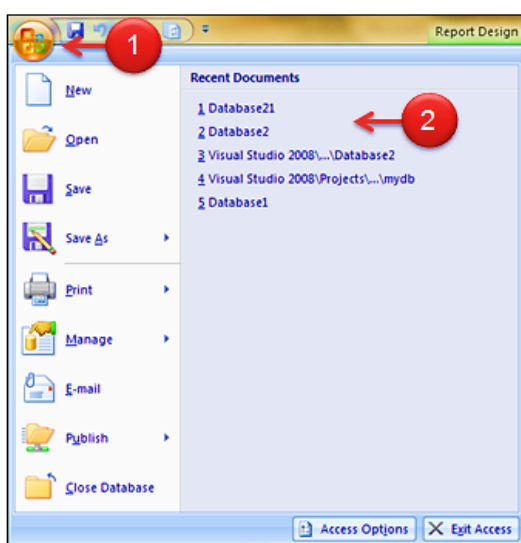 Report Design
1
New
Open
Save
Save As
Print
Manage
E-mail
Publish
Close Database
Recent Documents
1 Database21
2 Database2
3 Visual Studio 2008\...\Database2
4 Visual Studio 2008\Projects\...\mydb
5 Database1
2
Access Options
Exit Access